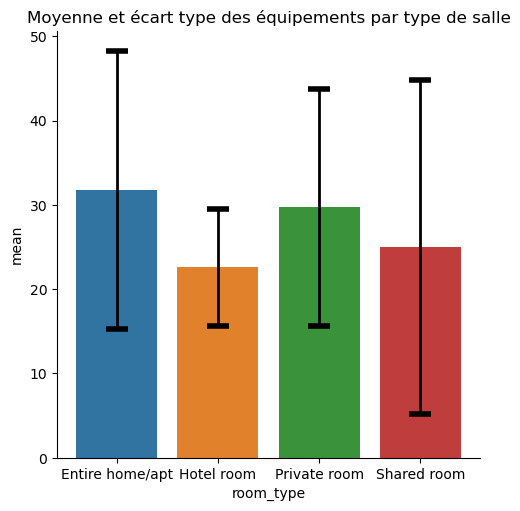 Moyenne et écart type des équipements par type de salle
50
40
30
20
10
0
mean
Entire home/apt Hotel room Private room Shared room
room_type